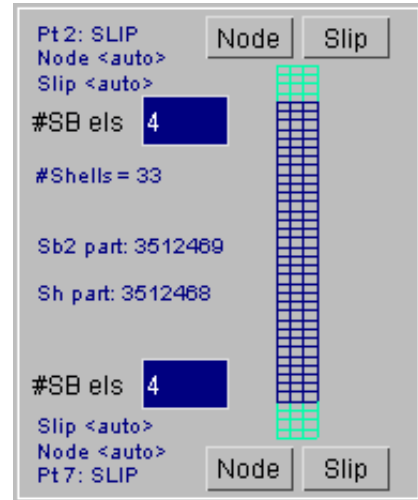 Pt 2: SLIP
Node <auto>
Slip <auto>
Node Slip
#SB els 4
#Shells = 33
Sb2 part: 3512469
Sh part: 3512468
#SB els 4
Slip <auto>
Node <auto>
Pt 7: SLIP
Node Slip